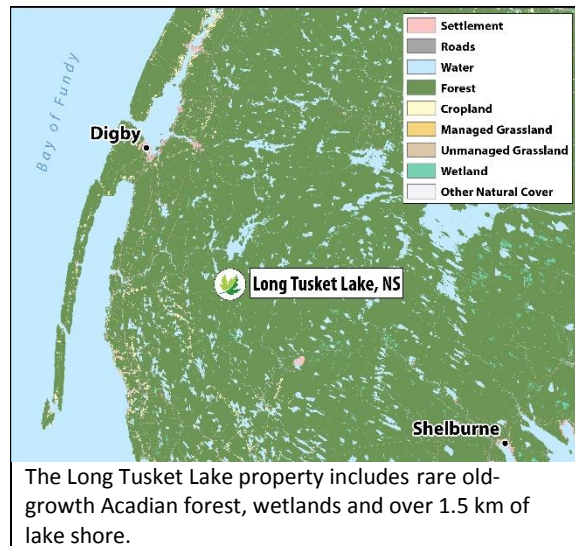 Settlement
Roads
Water
Forest
Cropland
Managed Grassland
Unmanaged Grassland
Wetland
Other Natural Cover
Bay of Fundy
Digby
Long Tusket Lake, NS
Shelburne
The Long Tusket Lake property includes rare old-
growth Acadian forest, wetlands and over 1.5 km of
lake shore.